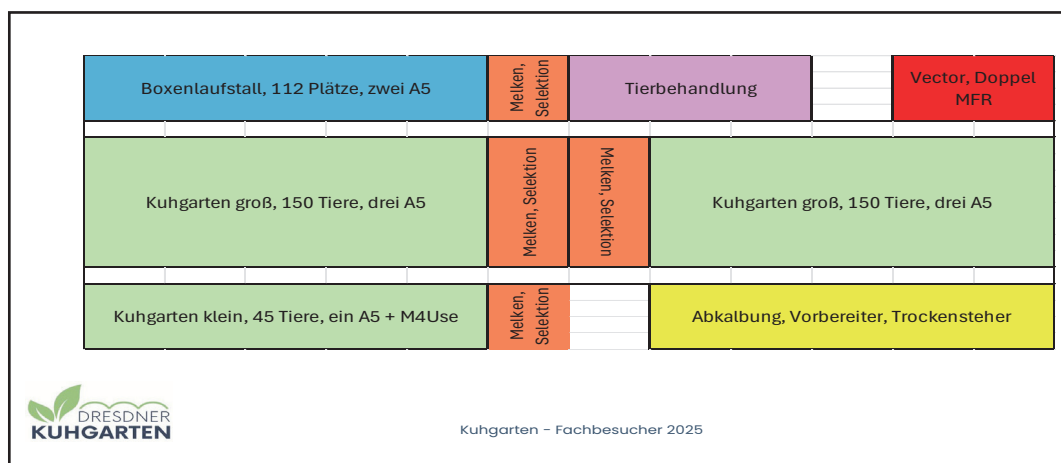 Boxenlaufstall, 112 Plätze, zwei A5
Melken,
Selektion
Tierbehandlung
Vector, Doppel
MFR
Kuhgarten groß, 150 Tiere, drei A5
Melken, Selektion
Melken, Selektion
Kuhgarten groß, 150 Tiere, drei A5
Kuhgarten klein, 45 Tiere, ein A5 + M4Use
Melken,
Selektion
Abkalbung, Vorbereiter, Trockensteher
DRESDNER
KUHGARTEN
Kuhgarten – Fachbesucher 2025